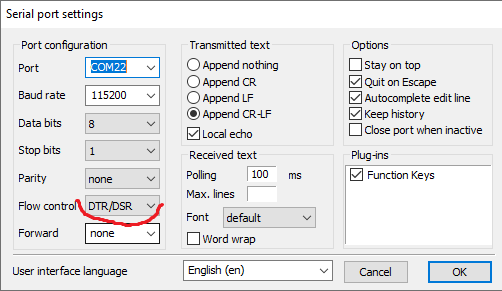 Serial port settings
Port configuration
Port COM22
Baud rate 115200
Data bits 8
Stop bits 1
Parity none
Flow control DTR/DSR
Forward none
Transmitted text
Append nothing
Append CR
Append LF
Append CR-LF
Local echo
Received text
Polling 100 ms
Max. lines
Font default
Word wrap
Options
Stay on top
Quit on Escape
Autocomplete edit line
Keep history
Close port when inactive
Plug-ins
Function Keys
User interface language English (en) Cancel OK